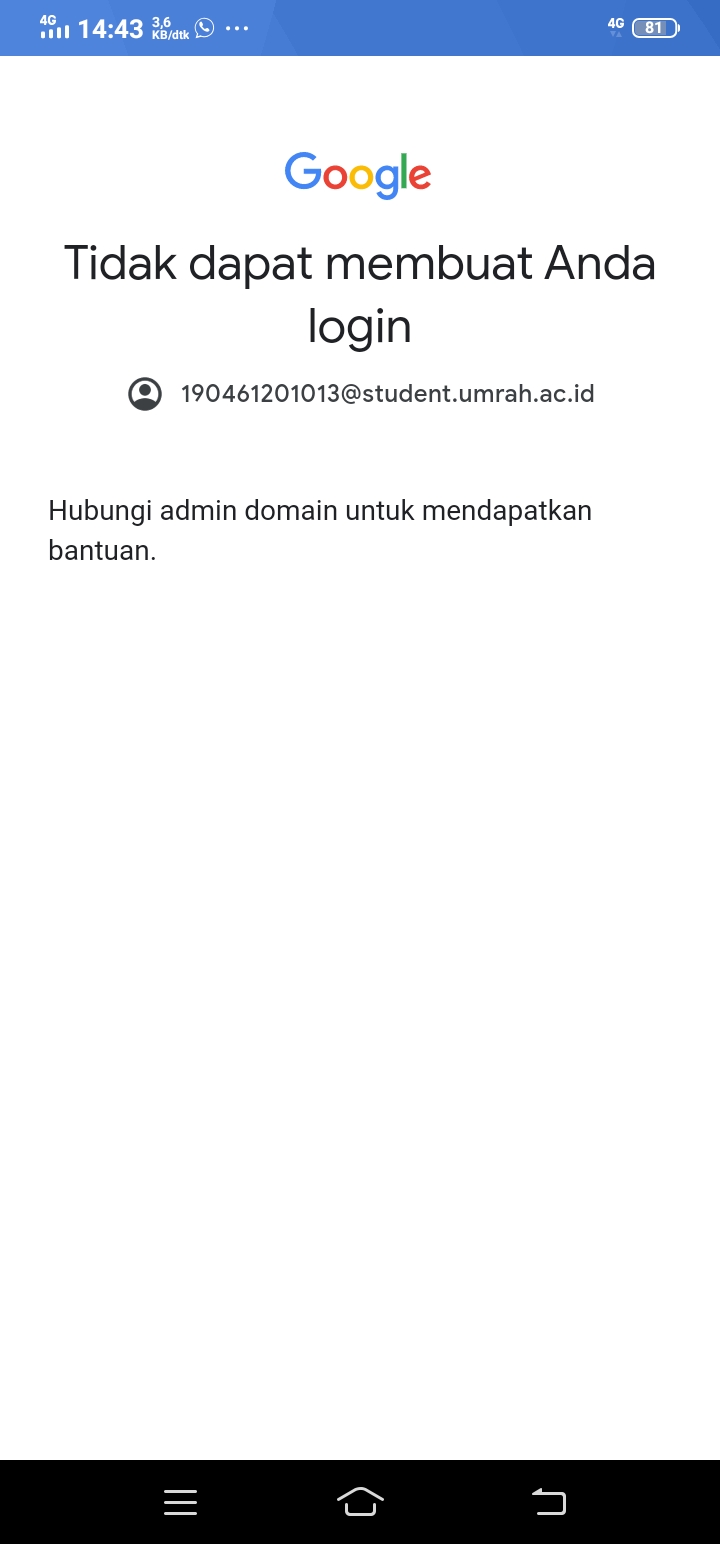 4G 14:43 3,6 KB/dtk 4G 81
Google
Tidak dapat membuat Anda
login
190461201013@student.umrah.ac.id
Hubungi admin domain untuk mendapatkan
bantuan.